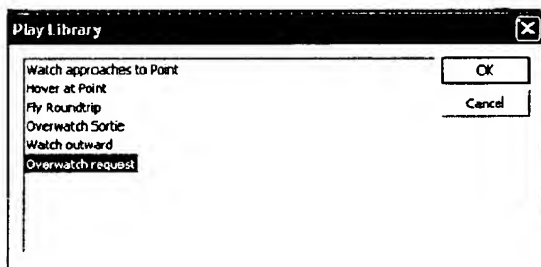 Play Library
Watch approaches to Point
OK
Hover at Point
Cancel
Fly Roundtrip
Overwatch Sortie
Watch outward
Overwatch request